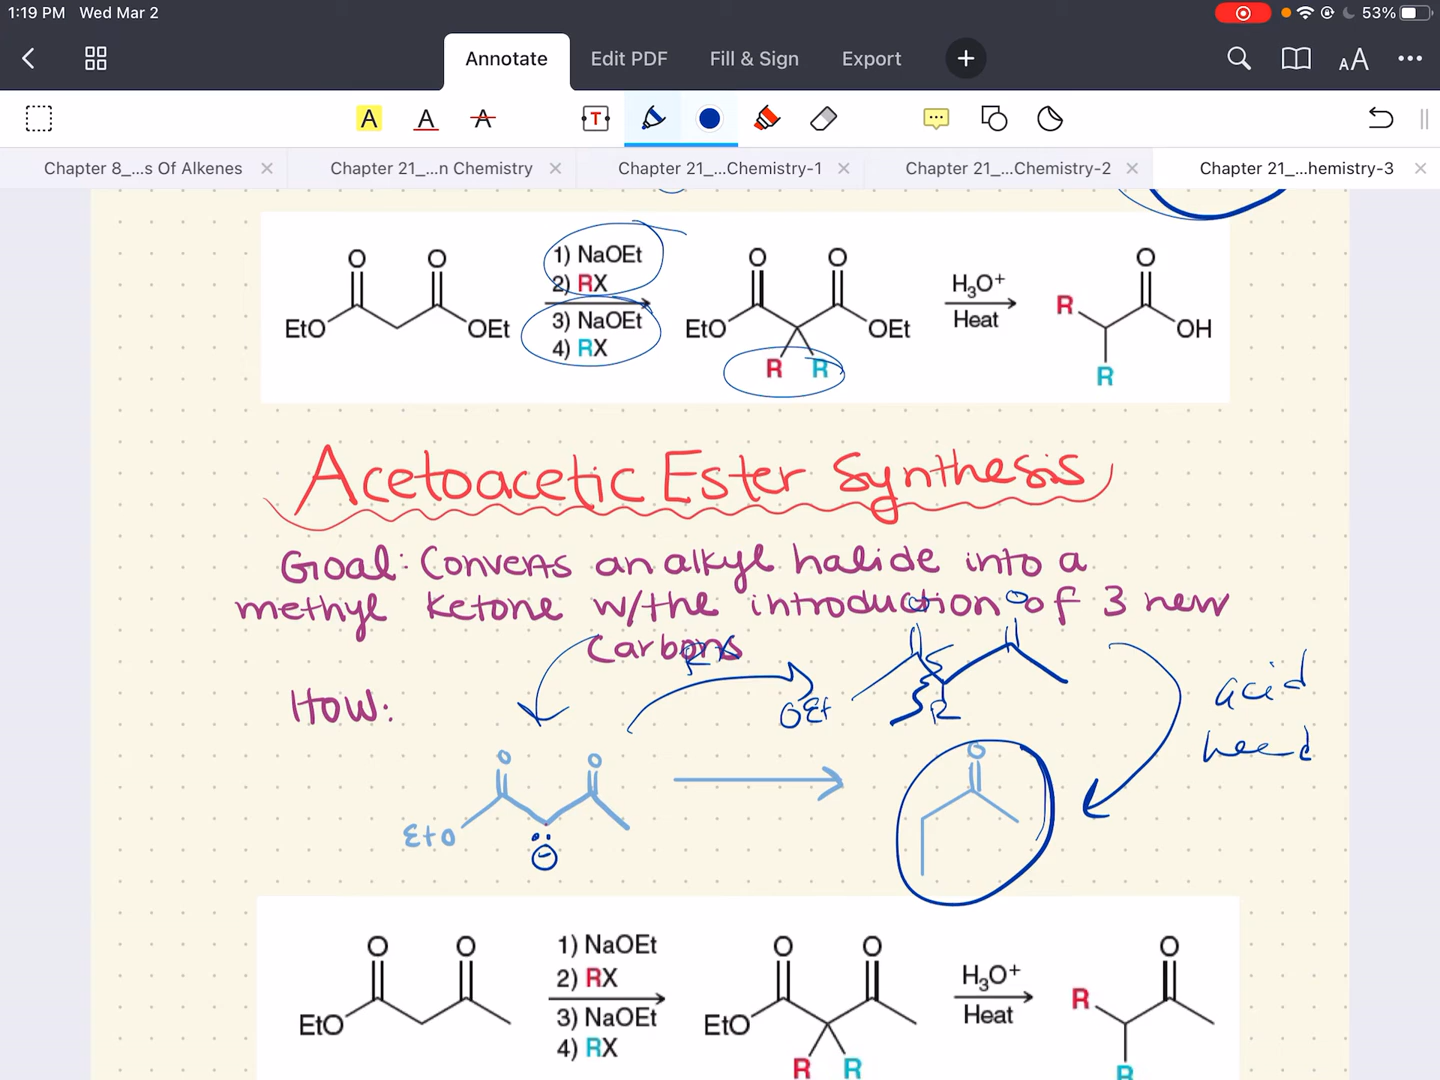 1:19 PM Wed Mar 2
53%
Annotate Edit PDF Fill & Sign Export
Chapter 8_...s Of Alkenes
Chapter 21_...n Chemistry
Chapter 21_...Chemistry-1
Chapter 21_...Chemistry-2
Chapter 21_...hemistry-3
O O
EtO OEt
1) NaOEt
2) RX
3) NaOEt
4) RX
O O
EtO OEt
R R
H₃O⁺
Heat
O
R OH
R
Acetoacetic Ester Synthesis
Goal: Converts an alkyl halide into a
methyl ketone w/the introduction of 3 new
carbons
How:
RX
O O
OEt R
acid
heed
O O
EtO
O
O O
EtO
1) NaOEt
2) RX
3) NaOEt
4) RX
O O
EtO
R R
H₃O⁺
Heat
O
R
R